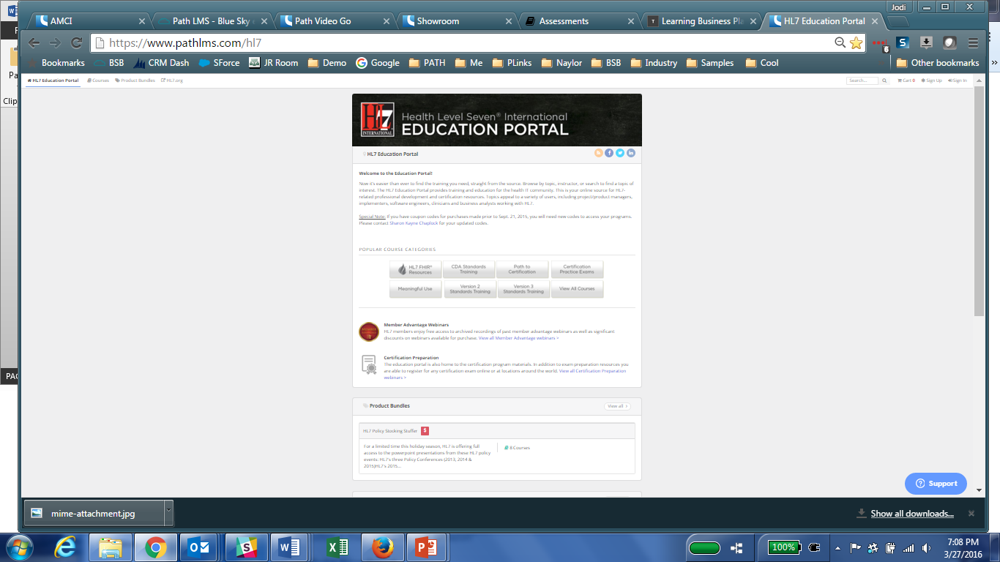 Jodi
AMCI
Path LMS - Blue Sky e
Path Video Go
Showroom
Assessments
Learning Business Pla
HL7 Education Portal
https://www.pathlms.com/hl7
6
Bookmarks
BSB
CRM Dash
SForce
JR Room
Demo
Google
PATH
Me
PLinks
Naylor
BSB
Industry
Samples
Cool
Other bookmarks
Pa
Clip
PAG
HL7 Education Portal
Courses
Product Bundles
HL7.org
Search...
Cart 0
Sign Up
Sign In
HL7
INTERNATIONAL
Health Level Seven® International
EDUCATION PORTAL
HL7 Education Portal
Welcome to the Education Portal!
Now it's easier than ever to find the training you need, straight from the source. Browse by topic, instructor, or search to find a topic of
interest. The HL7 Education Portal provides training and education for the health IT community. This is your online source for HL7-
related professional development and certification resources. Topics appeal to a variety of users, including project/product managers,
implementers, software engineers, clinicians and business analysts working with HL7.
Special Note: If you have coupon codes for purchases made prior to Sept. 21, 2015, you will need new codes to access your programs.
Please contact Sharon Kayne Chaplock for your updated codes.
POPULAR COURSE CATEGORIES
HL7 FHIR®
Resources
CDA Standards
Training
Path to
Certification
Certification
Practice Exams
Meaningful Use
Version 2
Standards Training
Version 3
Standards Training
View All Courses
Member Advantage Webinars
HL7 members enjoy free access to archived recordings of past member advantage webinars as well as significant
discounts on webinars available for purchase. View all Member Advantage webinars >
Certification Preparation
The education portal is also home to the certification program materials. In addition to exam preparation resources you
are able to register for any certification exam online or at locations around the world. View all Certification Preparation
webinars >
Product Bundles
View all >
HL7 Policy Stocking Stuffer $
For a limited time this holiday season, HL7 is offering full
access to the powerpoint presentations from these HL7 policy
events: HL7's three Policy Conferences (2013, 2014 &
2015)HL7's 2015...
8 Courses
Support
mime-attachment.jpg
Show all downloads...
100%
7:08 PM
3/27/2016